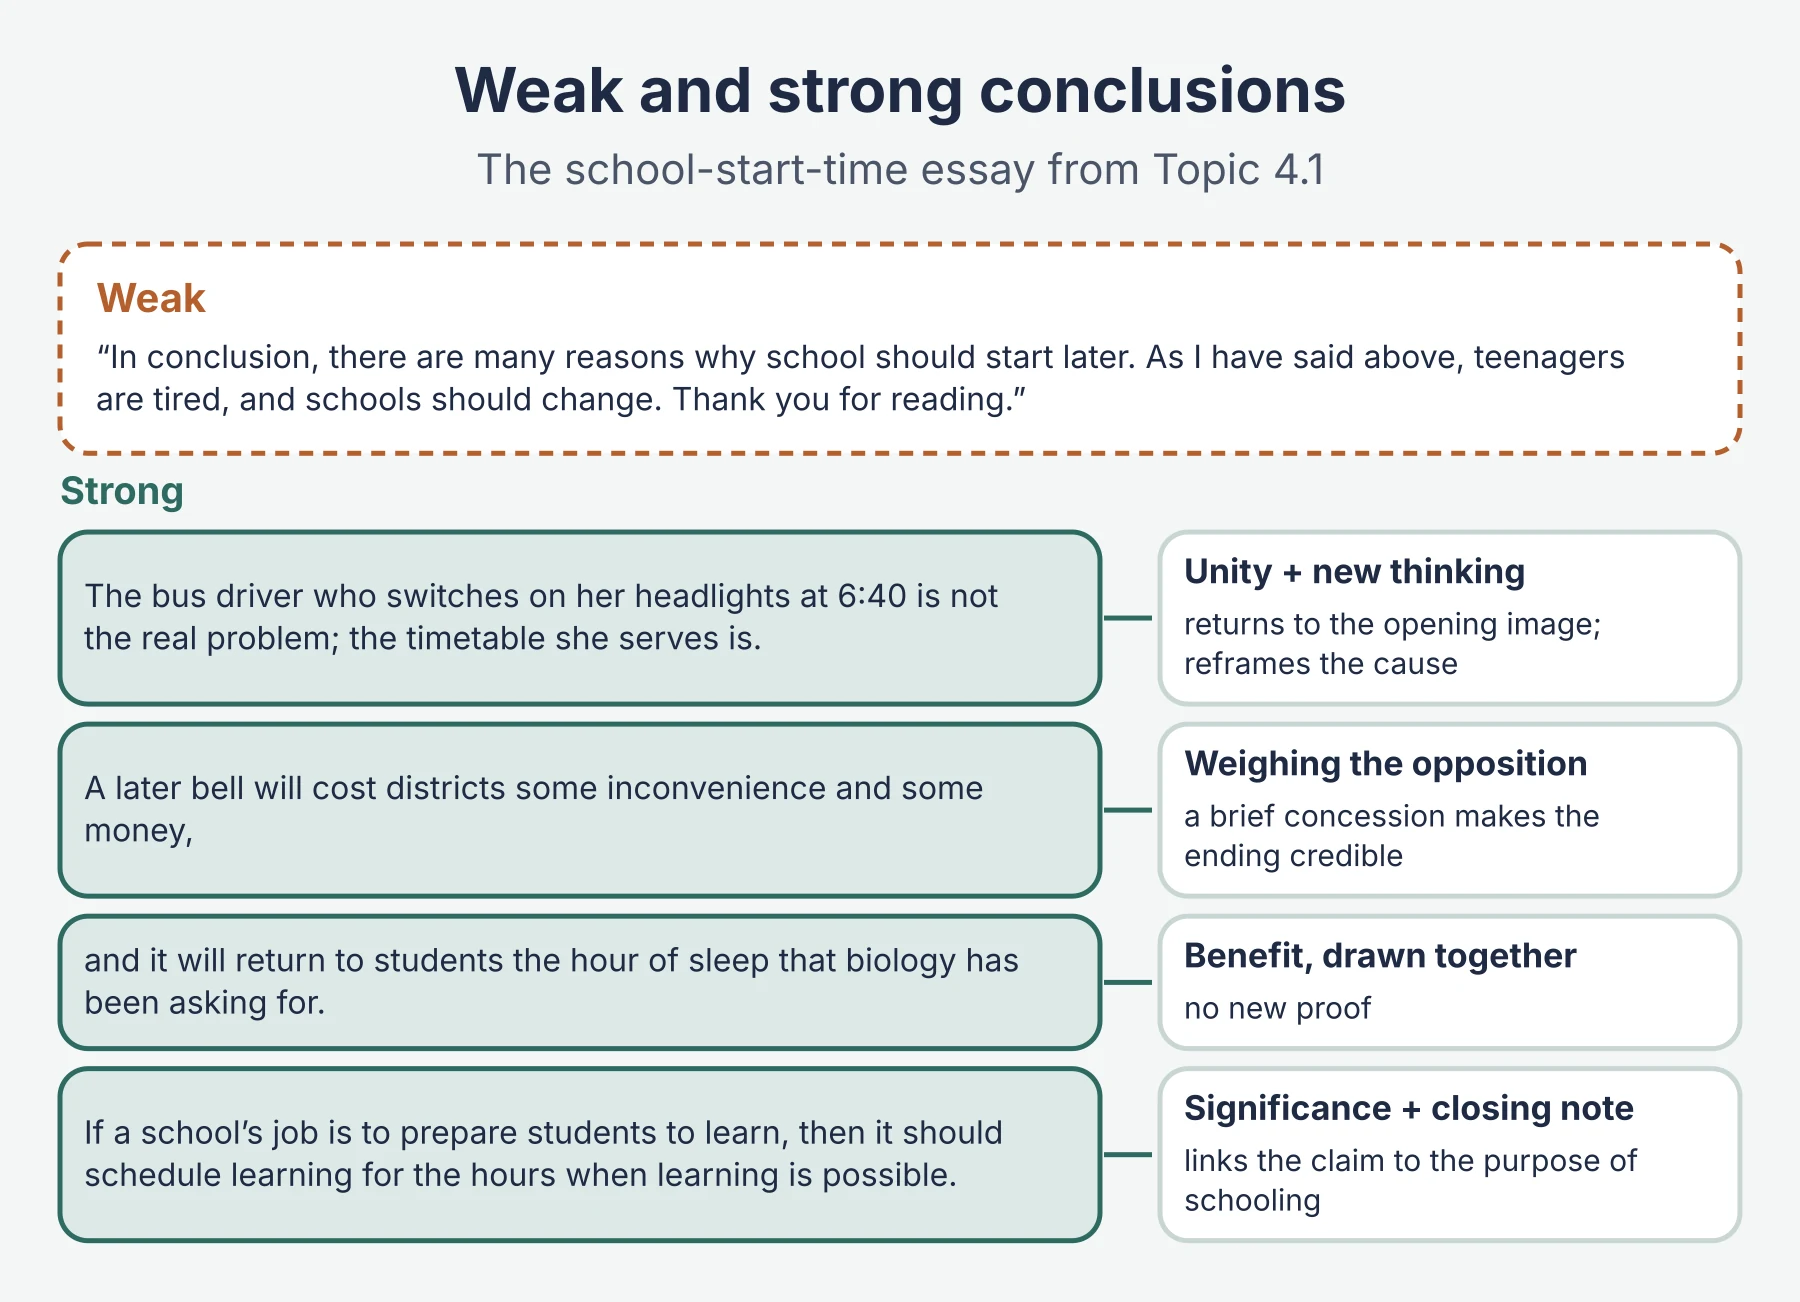 Weak and strong conclusions
The school-start-time essay from Topic 4.1
Weak
“In conclusion, there are many reasons why school should start later. As I have said above, teenagers
are tired, and schools should change. Thank you for reading.”
Strong
The bus driver who switches on her headlights at 6:40 is not
the real problem; the timetable she serves is.
Unity + new thinking
returns to the opening image;
reframes the cause
A later bell will cost districts some inconvenience and some
money,
Weighing the opposition
a brief concession makes the
ending credible
and it will return to students the hour of sleep that biology has
been asking for.
Benefit, drawn together
no new proof
If a school’s job is to prepare students to learn, then it should
schedule learning for the hours when learning is possible.
Significance + closing note
links the claim to the purpose of
schooling